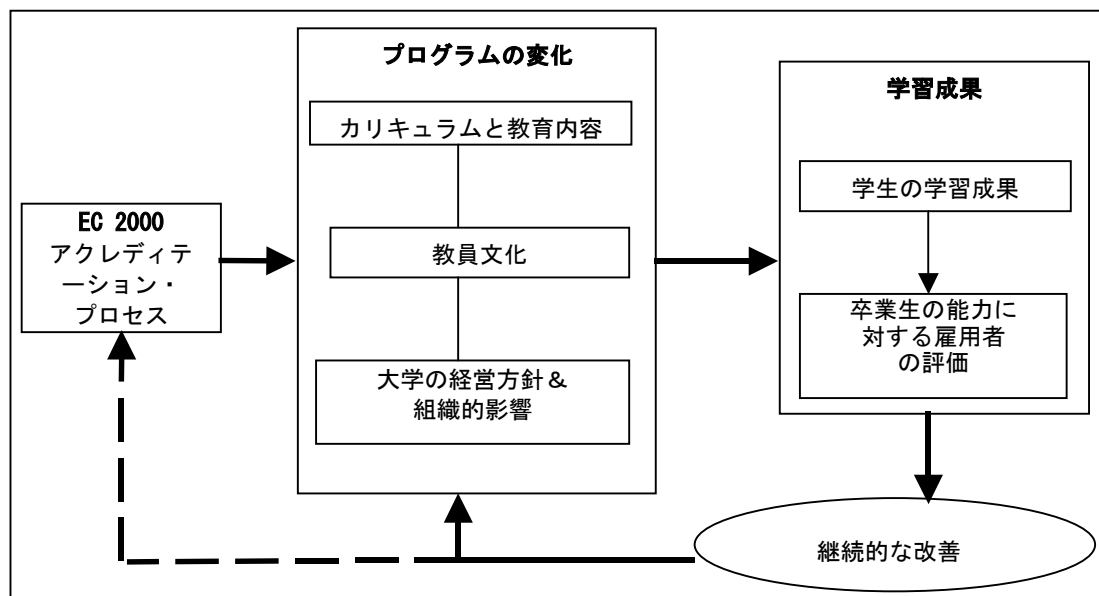 プログラムの変化
カリキュラムと教育内容
教員文化
大学の経営方針＆
組織的影響
EC 2000
アクレディテ
ーション・
プロセス
学習成果
学生の学習成果
卒業生の能力に
対する雇用者
の評価
継続的な改善